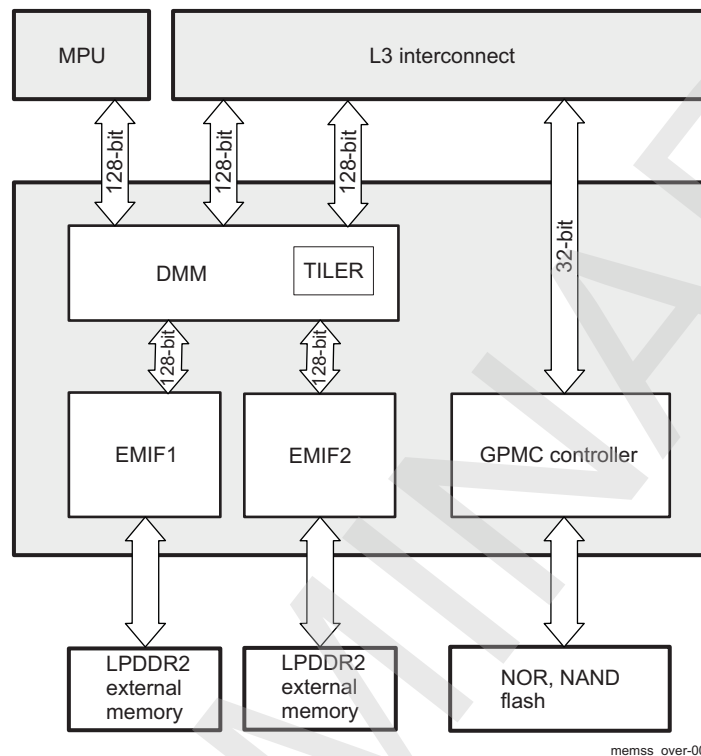 MPU
L3 interconnect
128-bit
128-bit
128-bit
32-bit
DMM
TILER
128-bit
128-bit
EMIF1
EMIF2
GPMC controller
LPDDR2
external
memory
LPDDR2
external
memory
NOR, NAND
flash